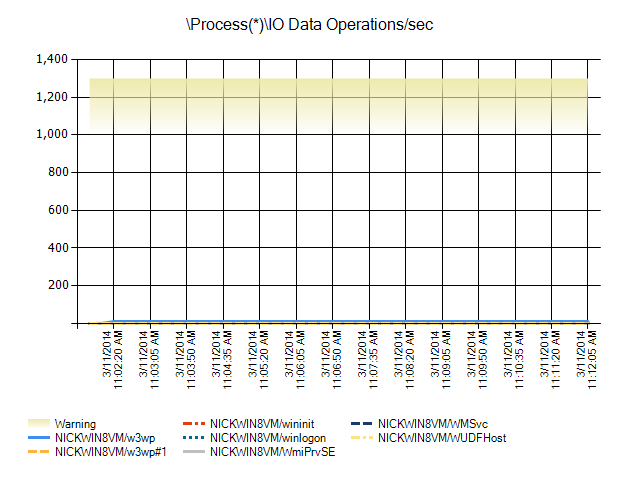 \Process(*)\IO Data Operations/sec
1,400
1,200
1,000
800
600
400
200
3/11/2014
11:02:20 AM
3/11/2014
11:03:05 AM
3/11/2014
11:03:50 AM
3/11/2014
11:04:35 AM
3/11/2014
11:05:20 AM
3/11/2014
11:06:05 AM
3/11/2014
11:06:50 AM
3/11/2014
11:07:35 AM
3/11/2014
11:08:20 AM
3/11/2014
11:09:05 AM
3/11/2014
11:09:50 AM
3/11/2014
11:10:35 AM
3/11/2014
11:11:20 AM
3/11/2014
11:12:05 AM
Warning NICKWIN8VM/wininit NICKWIN8VM/WMSvc
NICKWIN8VM/w3wp NICKWIN8VM/winlogon NICKWIN8VM/WUDFHost
NICKWIN8VM/w3wp#1 NICKWIN8VM/WmiPrvSE